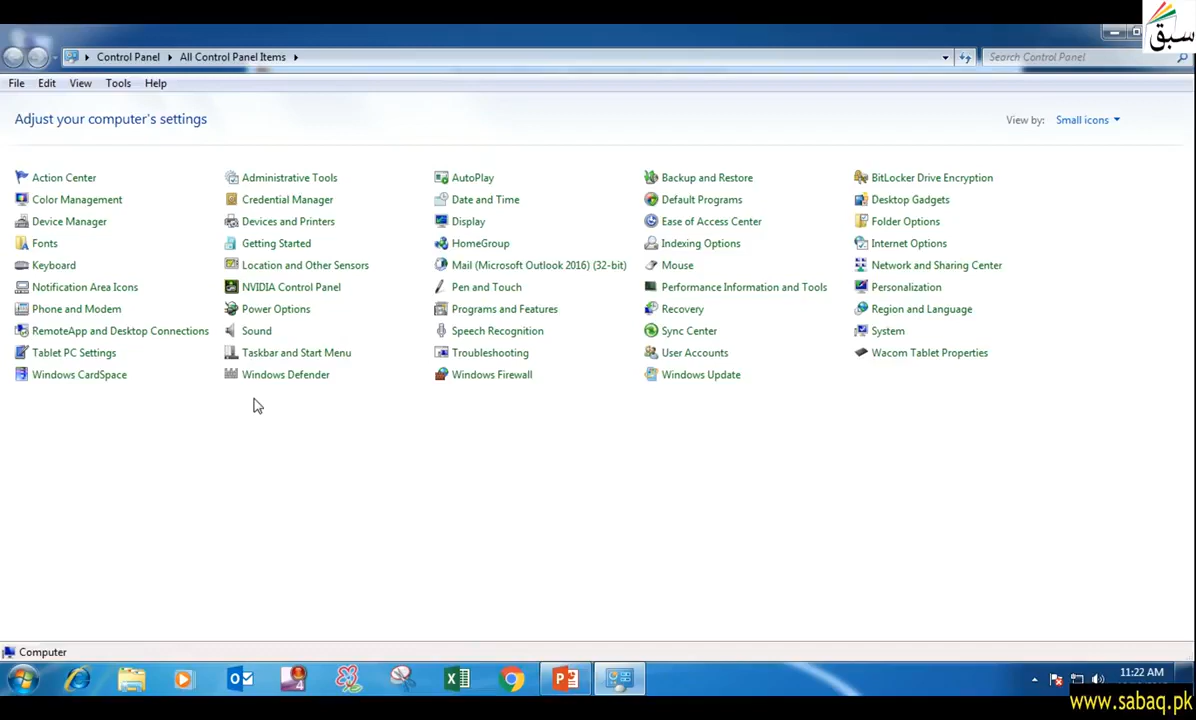 سبق
Control Panel All Control Panel Items
Search Control Panel
File Edit View Tools Help
Adjust your computer's settings
View by: Small icons
Action Center Administrative Tools AutoPlay Backup and Restore BitLocker Drive Encryption
Color Management Credential Manager Date and Time Default Programs Desktop Gadgets
Device Manager Devices and Printers Display Ease of Access Center Folder Options
Fonts Getting Started HomeGroup Indexing Options Internet Options
Keyboard Location and Other Sensors Mail (Microsoft Outlook 2016) (32-bit) Mouse Network and Sharing Center
Notification Area Icons NVIDIA Control Panel Pen and Touch Performance Information and Tools Personalization
Phone and Modem Power Options Programs and Features Recovery Region and Language
RemoteApp and Desktop Connections Sound Speech Recognition Sync Center System
Tablet PC Settings Taskbar and Start Menu Troubleshooting User Accounts Wacom Tablet Properties
Windows CardSpace Windows Defender Windows Firewall Windows Update
Computer
11:22 AM
www.sabaq.pk